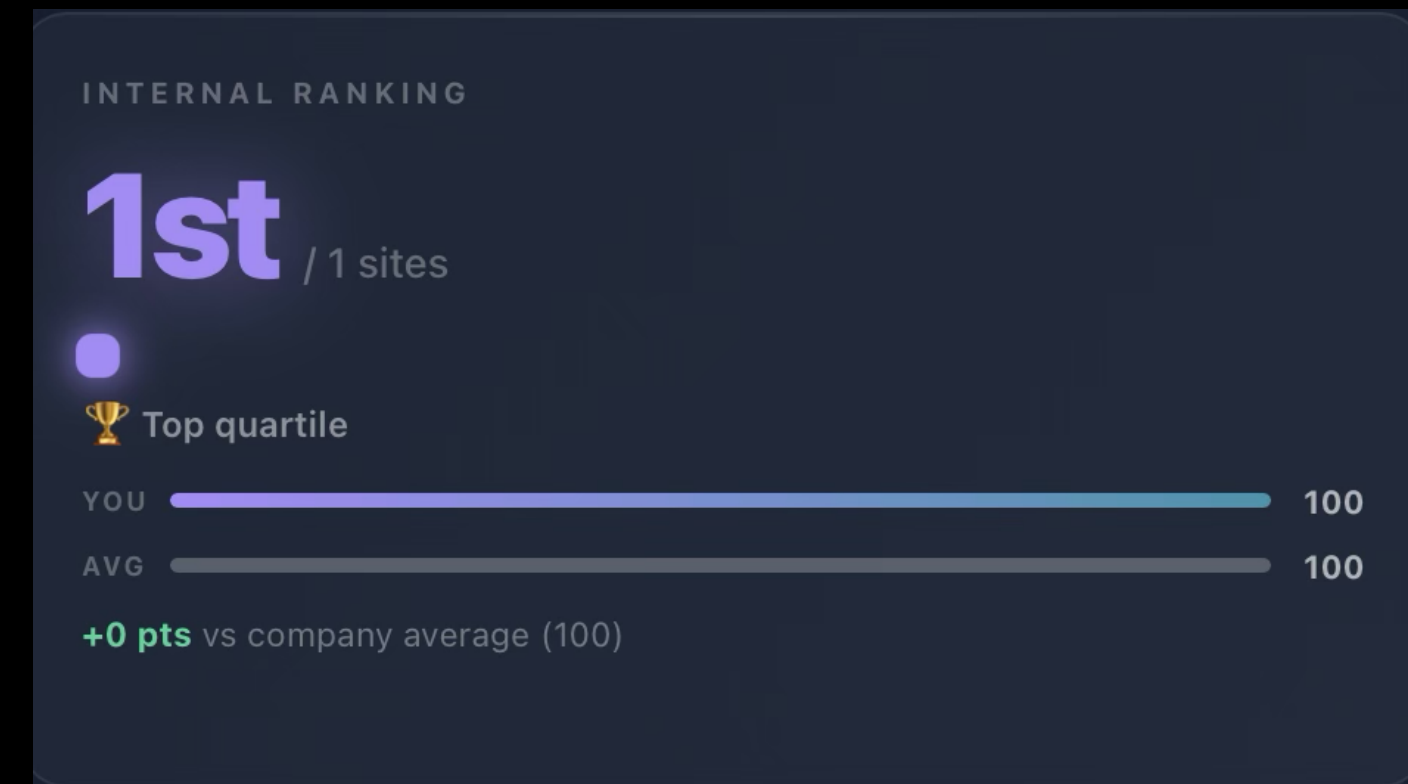 INTERNAL RANKING
1st / 1 sites
🏆 Top quartile
YOU 100
AVG 100
+0 pts vs company average (100)